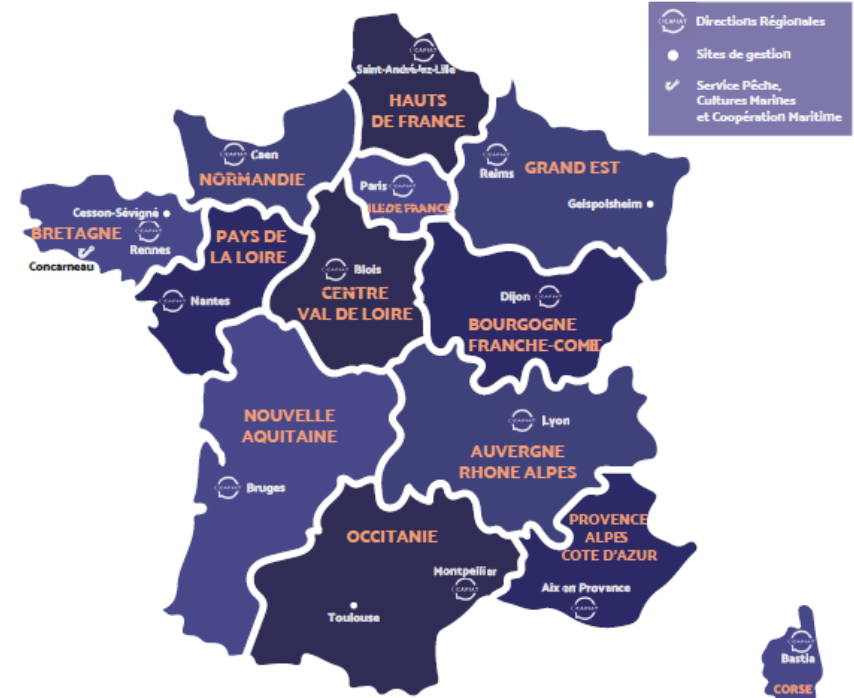 Directions Régionales
Sites de gestion
Service Pêche,
Cultures Marines
et Coopération Maritime
Saint-André-lez-Lille
HAUTS
DE FRANCE
Caen
NORMANDIE
Paris
ILE DE FRANCE
Reims
GRAND EST
Geispolsheim
Cesson-Sévigné
BRETAGNE
Rennes
Concarneau
PAYS DE
LA LOIRE
Nantes
Blois
CENTRE
VAL DE LOIRE
Dijon
BOURGOGNE
FRANCHE-COMTE
NOUVELLE
AQUITAINE
Bruges
Lyon
AUVERGNE
RHONE ALPES
OCCITANIE
Montpellier
Toulouse
PROVENCE
ALPES
COTE D'AZUR
Aix en Provence
Bastia
CORSE